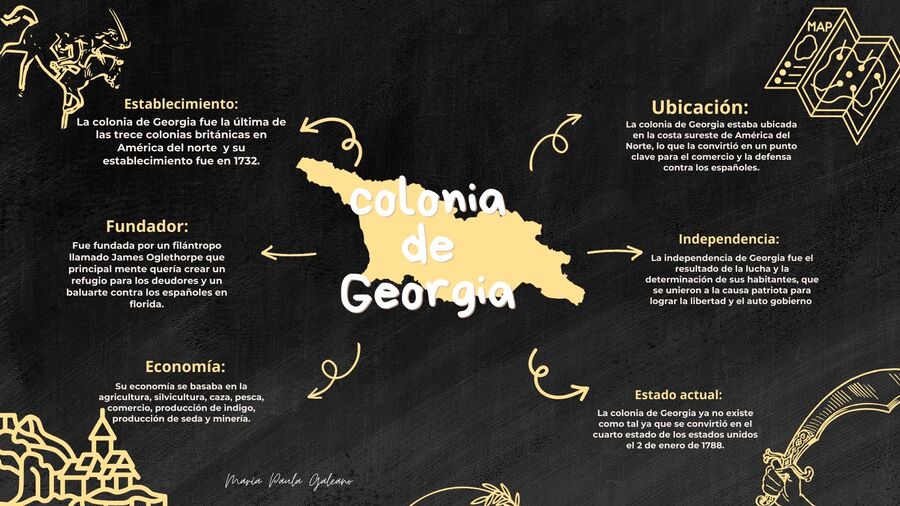 MAP
Establecimiento:
La colonia de Georgia fue la última de
las trece colonias británicas en
América del norte y su
establecimiento fue en 1732.
Ubicación:
La colonia de Georgia estaba ubicada
en la costa sureste de América del
Norte, lo que la convirtió en un punto
clave para el comercio y la defensa
contra los españoles.
colonia
de
Georgia
Fundador:
Fue fundada por un filántropo
llamado James Oglethorpe que
principal mente quería crear un
refugio para los deudores y un
baluarte contra los españoles en
florida.
Independencia:
La independencia de Georgia fue el
resultado de la lucha y la
determinación de sus habitantes, que
se unieron a la causa patriota para
lograr la libertad y el auto gobierno
Economía:
Su economía se basaba en la
agricultura, silvicultura, caza, pesca,
comercio, producción de indigo,
producción de seda y minería.
Estado actual:
La colonia de Georgia ya no existe
como tal ya que se convirtió en el
cuarto estado de los estados unidos
el 2 de enero de 1788.
Maria Paula Galeano